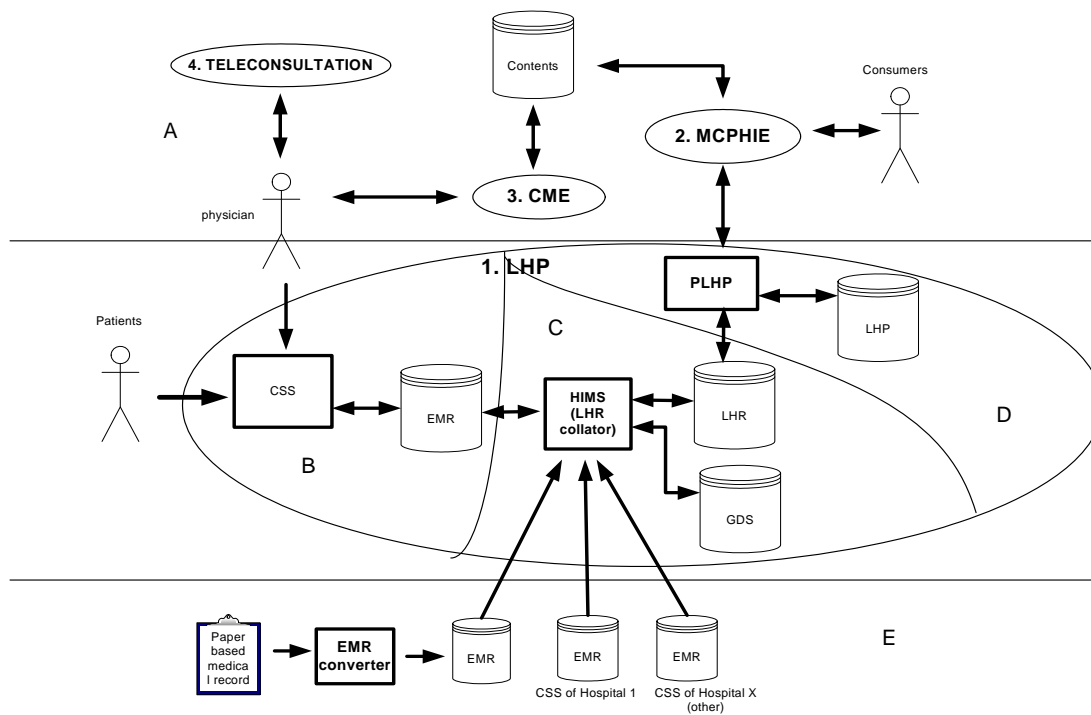 4. TELECONSULTATION
Contents
Consumers
A
2. MCPHIE
3. CME
physician
1. LHP
PLHP
LHP
Patients
C
CSS
EMR
HIMS
(LHR
collator)
LHR
D
B
GDS
Paper
based
medica
l record
EMR
converter
EMR
EMR
EMR
E
CSS of Hospital 1
CSS of Hospital X
(other)